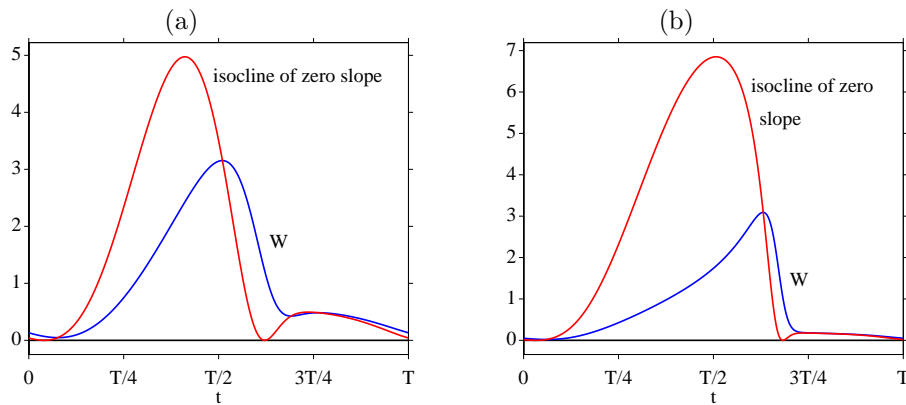 (a)
5
4
3
2
1
0
isocline of zero slope
W
0
T/4
T/2
3T/4
T
t
(b)
7
6
5
4
3
2
1
0
isocline of zero
slope
W
0
T/4
T/2
3T/4
T
t